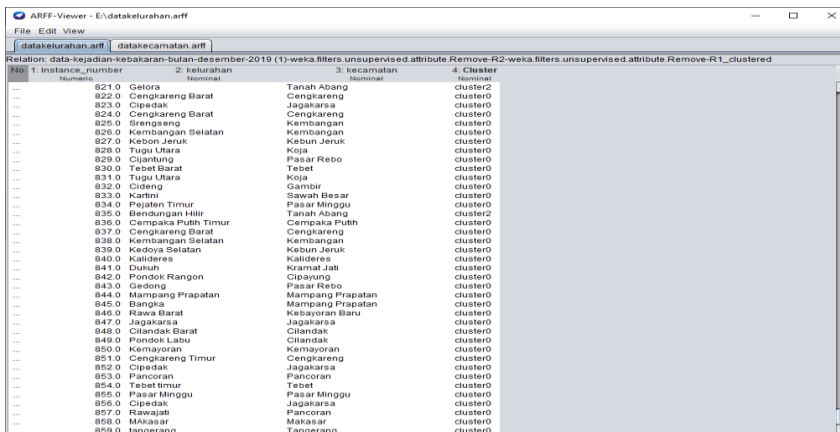 ARFF-Viewer - E:\datakelurahan.arff
File Edit View
datakelurahan.arff datakecamatan.arff
Relation: data-kejadian-kebakaran-bulan-desember-2019 (1)-weka.filters.unsupervised.attribute.Remove-R2-weka.filters.unsupervised.attribute.Remove-R1_clustered
No. 1: Instance_number 2: kelurahan 3: kecamatan 4: Cluster
Numeric Nominal Nominal Nominal
... 821.0 Gelora Tanah Abang cluster2
... 822.0 Cengkareng Barat Cengkareng cluster0
... 823.0 Cipedak Jagakarsa cluster0
... 824.0 Cengkareng Barat Cengkareng cluster0
... 825.0 Srengseng Kembangan cluster0
... 826.0 Kembangan Selatan Kembangan cluster0
... 827.0 Kebon Jeruk Kebun Jeruk cluster0
... 828.0 Tugu Utara Koja cluster0
... 829.0 Cijantung Pasar Rebo cluster0
... 830.0 Tebet Barat Tebet cluster0
... 831.0 Tugu Utara Koja cluster0
... 832.0 Cideng Gambir cluster0
... 833.0 Kartini Sawah Besar cluster0
... 834.0 Pejaten Timur Pasar Minggu cluster0
... 835.0 Bendungan Hilir Tanah Abang cluster2
... 836.0 Cempaka Putih Timur Cempaka Putih cluster0
... 837.0 Cengkareng Barat Cengkareng cluster0
... 838.0 Kembangan Selatan Kembangan cluster0
... 839.0 Kedoya Selatan Kebun Jeruk cluster0
... 840.0 Kalideres Kalideres cluster0
... 841.0 Dukuh Kramat Jati cluster0
... 842.0 Pondok Rangon Cipayung cluster0
... 843.0 Gedong Pasar Rebo cluster0
... 844.0 Mampang Prapatan Mampang Prapatan cluster0
... 845.0 Bangka Mampang Prapatan cluster0
... 846.0 Rawa Barat Kebayoran Baru cluster0
... 847.0 Jagakarsa Jagakarsa cluster0
... 848.0 Cilandak Barat Cilandak cluster0
... 849.0 Pondok Labu Cilandak cluster0
... 850.0 Kemayoran Kemayoran cluster0
... 851.0 Cengkareng Timur Cengkareng cluster0
... 852.0 Cipedak Jagakarsa cluster0
... 853.0 Pancoran Pancoran cluster0
... 854.0 Tebet timur Tebet cluster0
... 855.0 Pasar Minggu Pasar Minggu cluster0
... 856.0 Cipedak Jagakarsa cluster0
... 857.0 Rawajati Pancoran cluster0
... 858.0 MAkasar Makasar cluster0
859.0 tangerang Tangerang cluster0